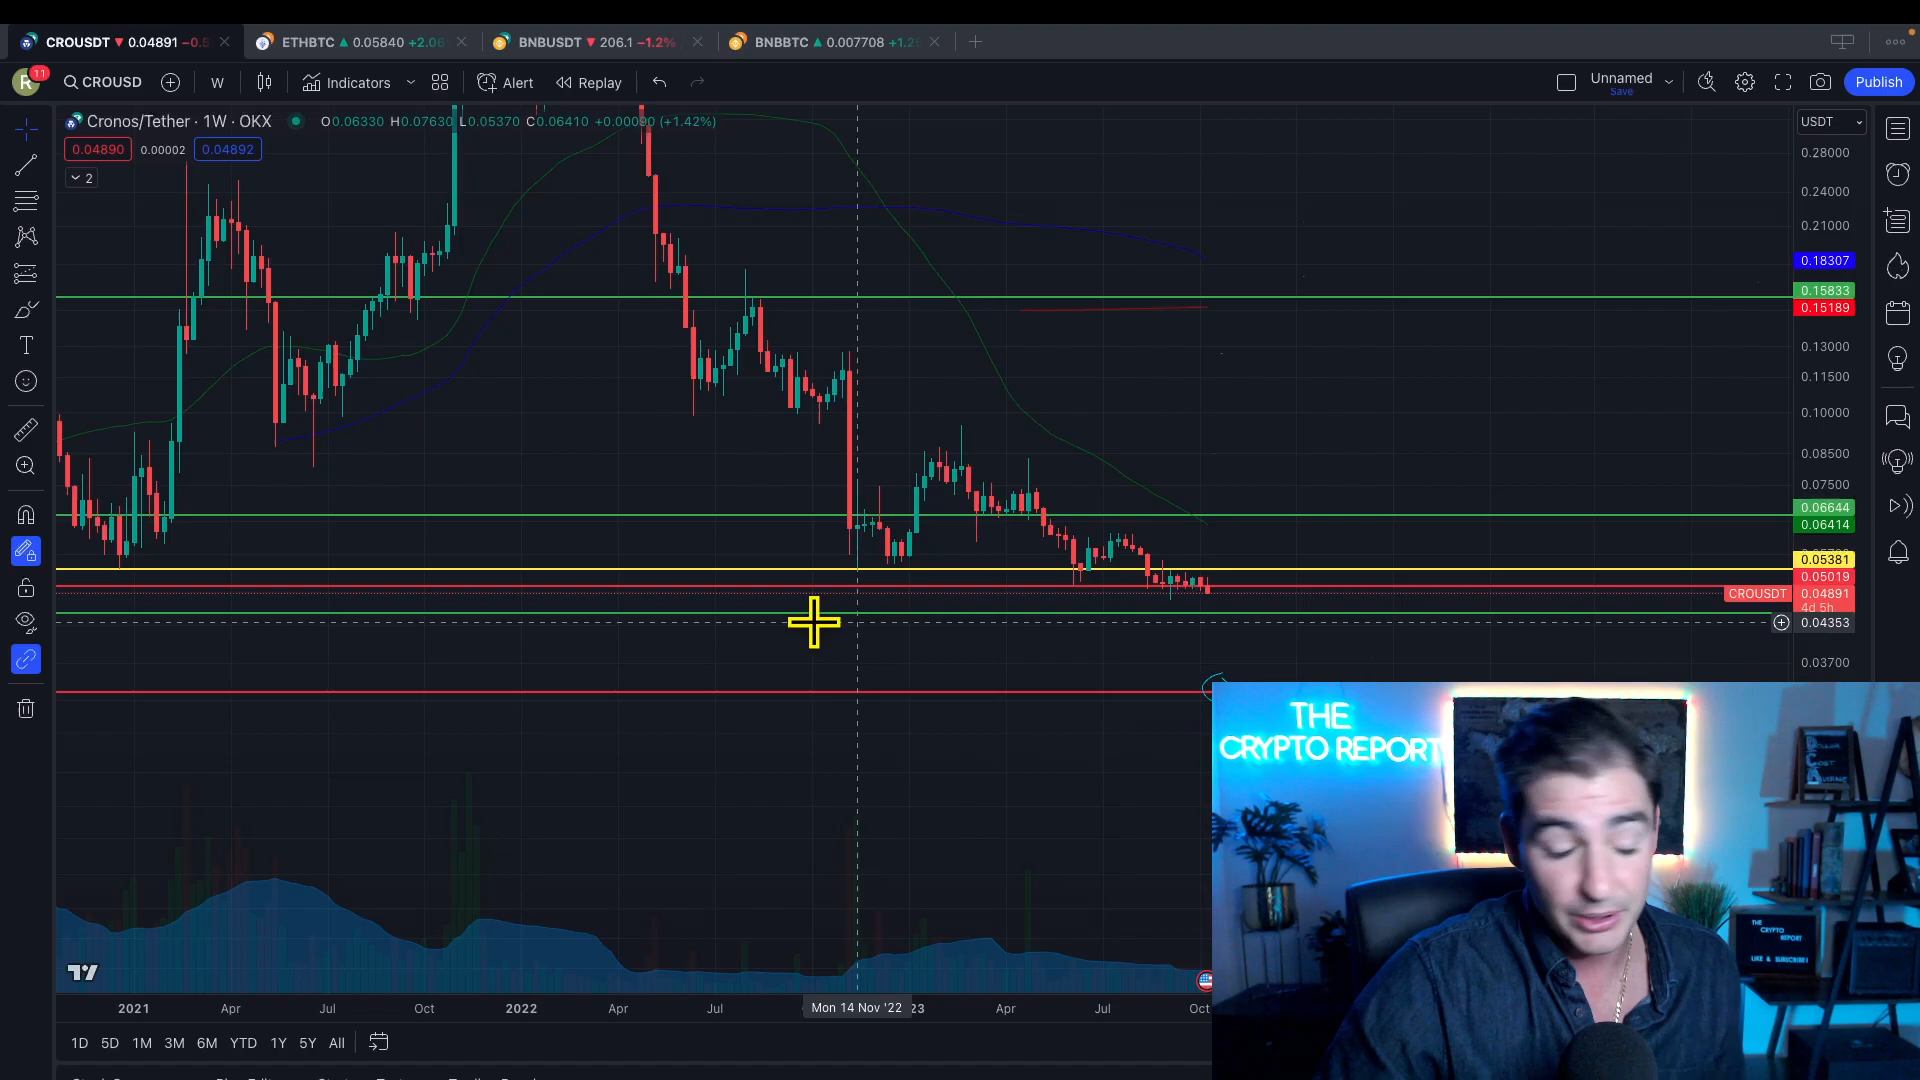 CROUSDT 0.04891 −0.5
ETHBTC 0.05840 +2.06
BNBUSDT 206.1 −1.2%
BNBBTC 0.007708 +1.2
R 11 CROUSD W Indicators Alert Replay Unnamed Save Publish
Cronos/Tether · 1W · OKX O0.06330 H0.07630 L0.05370 C0.06410 +0.00090 (+1.42%)
USDT
0.04890 0.00002 0.04892
2
0.28000
0.24000
0.21000
0.18307
0.15833
0.15189
0.13000
0.11500
0.10000
0.08500
0.07500
0.06644
0.06414
0.05381
0.05019
CROUSDT 0.04891
4d 5h
0.04353
0.03700
THE
CRYPTO REPORT
THE
CRYPTO
REPORT
LIKE & SUBSCRIBE!
2021 Apr Jul Oct 2022 Apr Jul Mon 14 Nov '22 23 Apr Jul Oct
1D 5D 1M 3M 6M YTD 1Y 5Y All